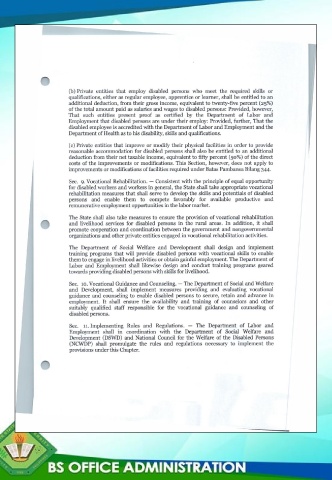 (b) Private entities that employ disabled persons who meet the required skills or
qualifications, either as regular employee, apprentice or learner, shall be entitled to an
additional deduction, from their gross income, equivalent to twenty-five percent (25%)
of the total amount paid as salaries and wages to disabled persons: Provided, however,
That such entities present proof as certified by the Department of Labor and
Employment that disabled persons are under their employ: Provided, further, That the
disabled employee is accredited with the Department of Labor and Employment and the
Department of Health as to his disability, skills and qualifications.
(c) Private entities that improve or modify their physical facilities in order to provide
reasonable accommodation for disabled persons shall also be entitled to an additional
deduction from their net taxable income, equivalent to fifty percent (50%) of the direct
costs of the improvements or modifications. This Section, however, does not apply to
improvements or modifications of facilities required under Batas Pambansa Bilang 344.
Sec. 9. Vocational Rehabilitation. — Consistent with the principle of equal opportunity
for disabled workers and workers in general, the State shall take appropriate vocational
rehabilitation measures that shall serve to develop the skills and potentials of disabled
persons and enable them to compete favorably for available productive and
remunerative employment opportunities in the labor market.
The State shall also take measures to ensure the provision of vocational rehabilitation
and livelihood services for disabled persons in the rural areas. In addition, it shall
promote cooperation and coordination between the government and nongovernmental
organizations and other private entities engaged in vocational rehabilitation activities.
The Department of Social Welfare and Development shall design and implement
training programs that will provide disabled persons with vocational skills to enable
them to engage in livelihood activities or obtain gainful employment. The Department of
Labor and Employment shall likewise design and conduct training programs geared
towards providing disabled persons with skills for livelihood.
Sec. 10. Vocational Guidance and Counseling. — The Department of Social and Welfare
and Development, shall implement measures providing and evaluating vocational
guidance and counseling to enable disabled persons to secure, retain and advance in
employment. It shall ensure the availability and training of counselors and other
suitably qualified staff responsible for the vocational guidance and counseling of
disabled persons.
Sec. 11. Implementing Rules and Regulations. — The Department of Labor and
Employment shall in coordination with the Department of Social Welfare and
Development (DSWD) and National Council for the Welfare of the Disabled Persons
(NCWDP) shall promulgate the rules and regulations necessary to implement the
provisions under this Chapter.
BS OFFICE ADMINISTRATION